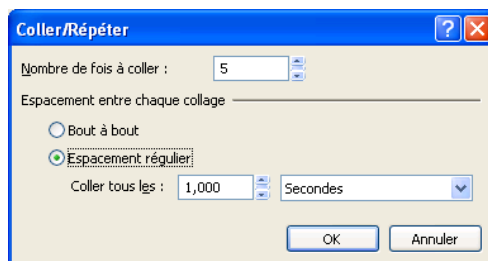 Coller/Répéter
Nombre de fois à coller : 5
Espacement entre chaque collage
Bout à bout
Espacement régulier
Coller tous les : 1,000 Secondes
OK Annuler